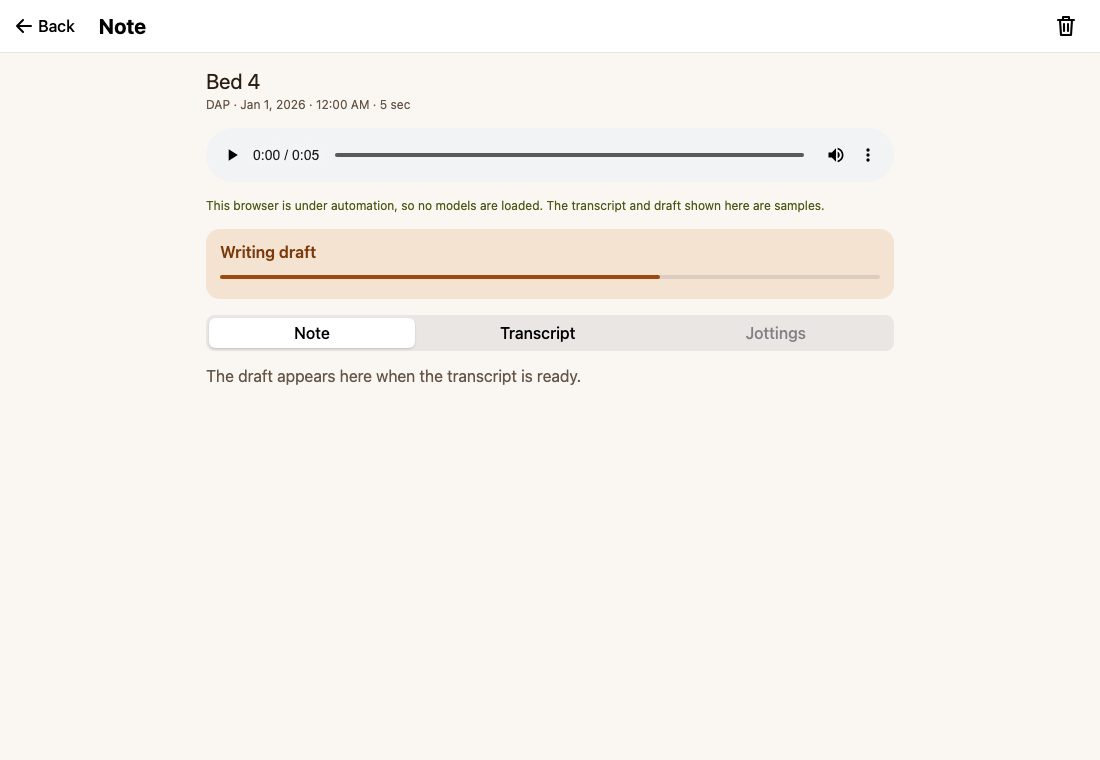 Back Note
Bed 4
DAP · Jan 1, 2026 · 12:00 AM · 5 sec
0:00 / 0:05
This browser is under automation, so no models are loaded. The transcript and draft shown here are samples.
Writing draft
Note Transcript Jottings
The draft appears here when the transcript is ready.